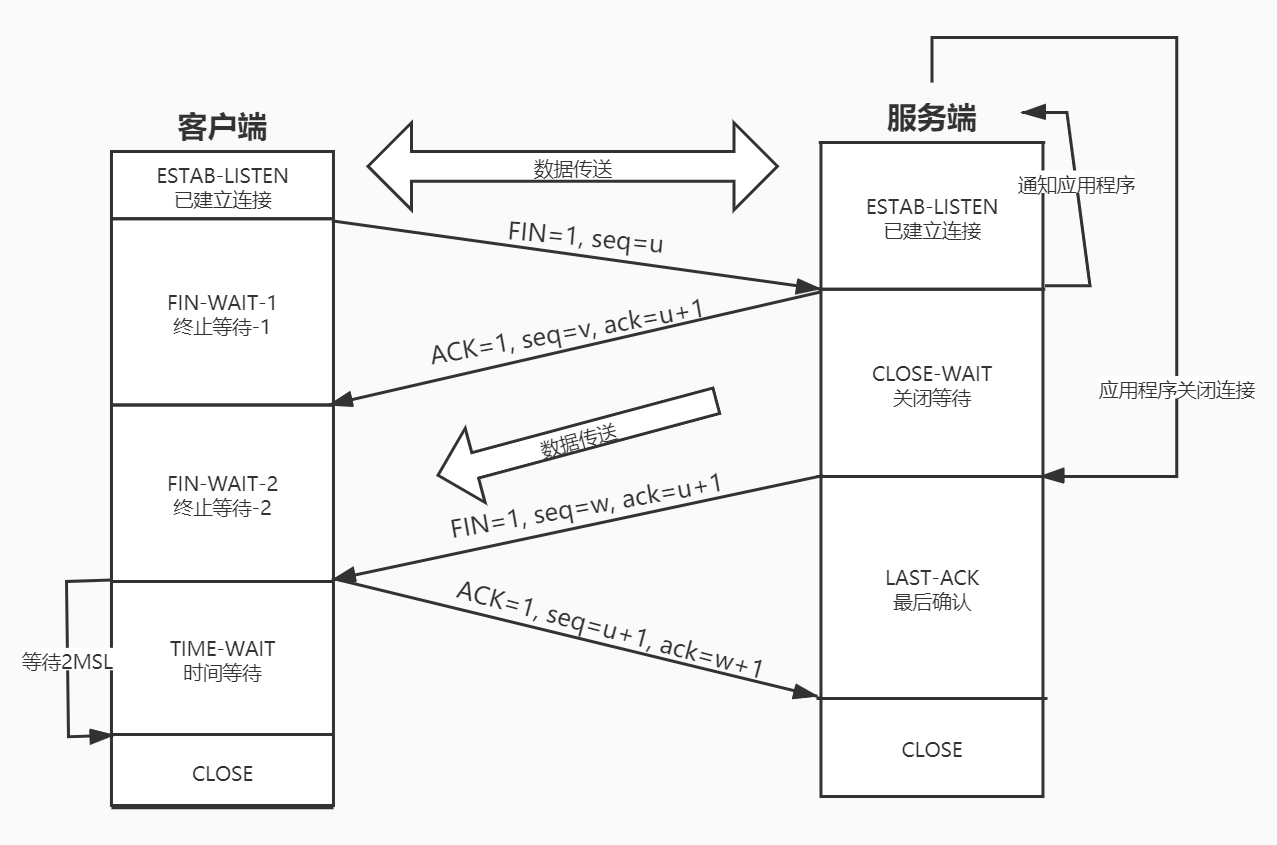 客户端
服务端
ESTAB-LISTEN
已建立连接
数据传送
ESTAB-LISTEN
已建立连接
通知应用程序
FIN=1, seq=u
FIN-WAIT-1
终止等待-1
ACK=1, seq=v, ack=u+1
CLOSE-WAIT
关闭等待
应用程序关闭连接
数据传送
FIN-WAIT-2
终止等待-2
FIN=1, seq=w, ack=u+1
LAST-ACK
最后确认
ACK=1, seq=u+1, ack=w+1
等待2MSL
TIME-WAIT
时间等待
CLOSE
CLOSE